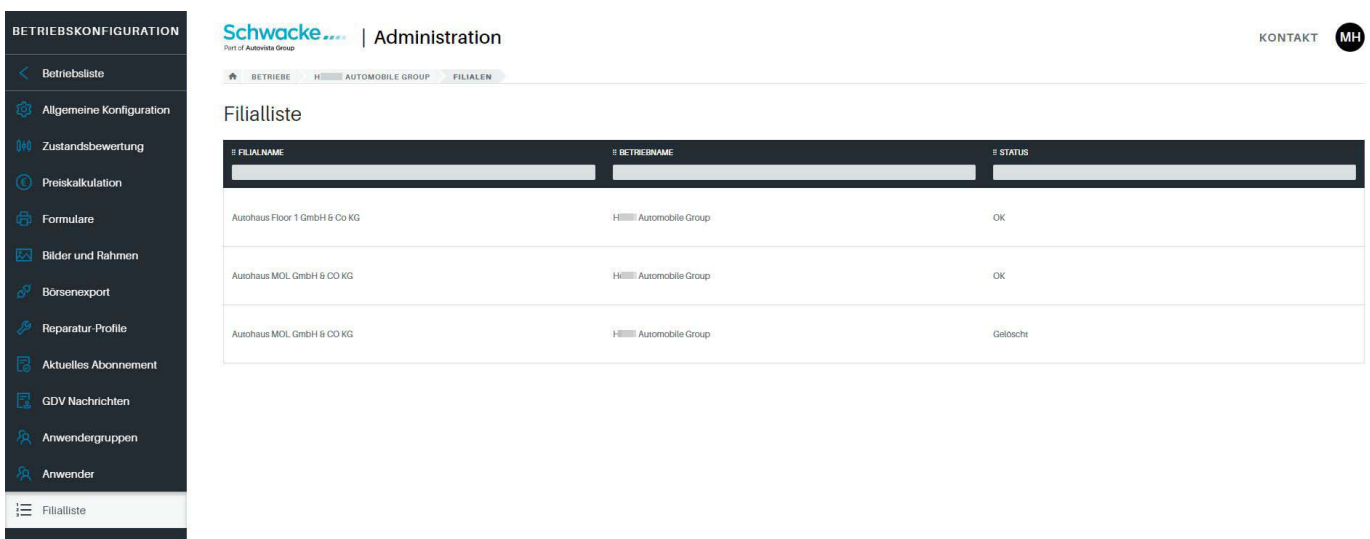 BETRIEBSKONFIGURATION
Betriebsliste
Allgemeine Konfiguration
Zustandsbewertung
Preiskalkulation
Formulare
Bilder und Rahmen
Börsenexport
Reparatur-Profile
Aktuelles Abonnement
GDV Nachrichten
Anwendergruppen
Anwender
Filialliste
Schwacke | Administration
Part of Autovista Group
KONTAKT MH
BETRIEBE H AUTOMOBILE GROUP FILIALEN
Filialliste
FILIALNAME BETRIEBNAME STATUS
Autohaus Floor 1 GmbH & Co KG H Automobile Group OK
Autohaus MOL GmbH & CO KG H Automobile Group OK
Autohaus MOL GmbH & CO KG H Automobile Group Gelöscht